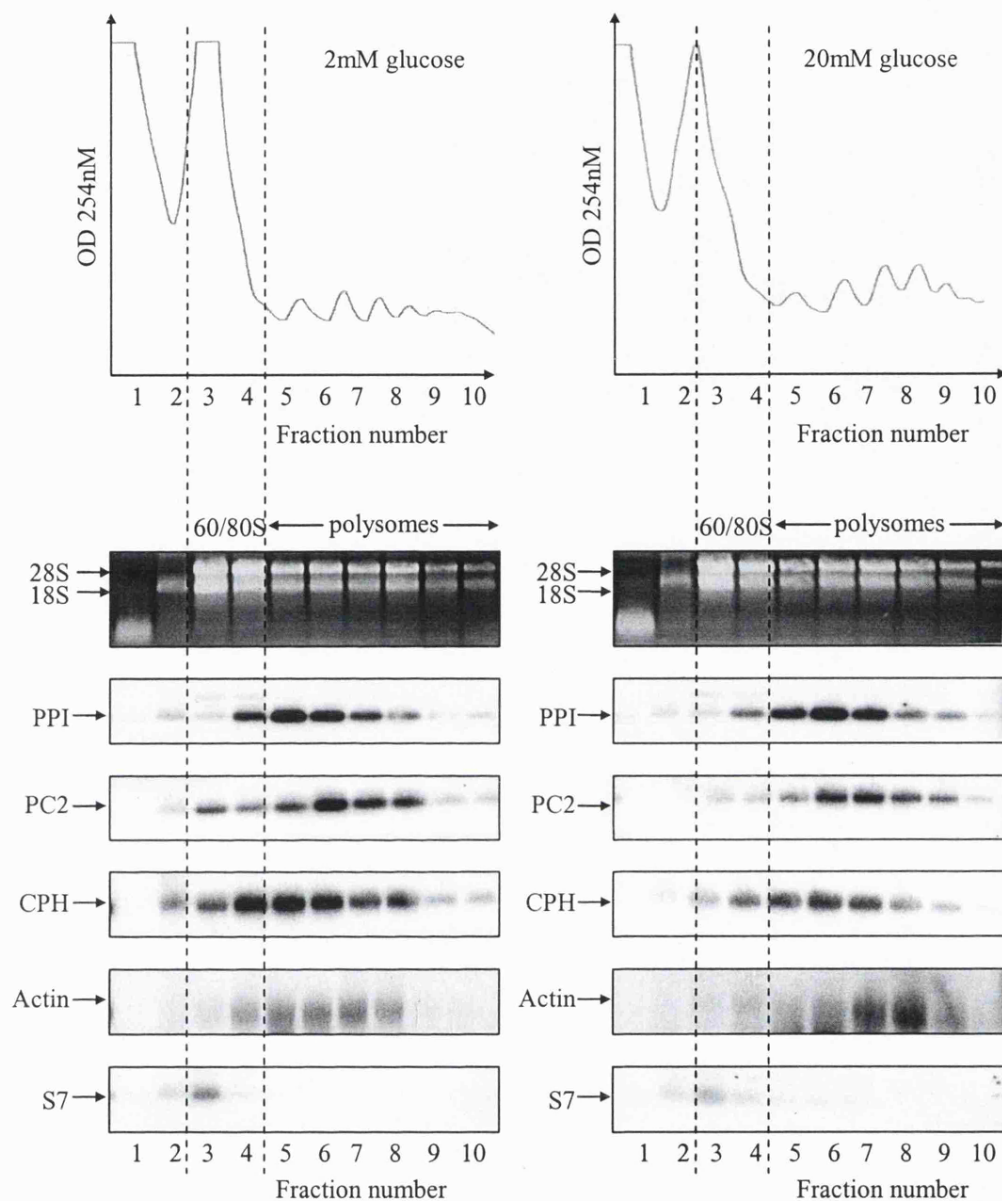 2mM glucose
OD 254nM
1 2 3 4 5 6 7 8 9 10
Fraction number
20mM glucose
OD 254nM
1 2 3 4 5 6 7 8 9 10
Fraction number
60/80S polysomes
28S
18S
PPI
PC2
CPH
Actin
S7
1 2 3 4 5 6 7 8 9 10
Fraction number
60/80S polysomes
28S
18S
PPI
PC2
CPH
Actin
S7
1 2 3 4 5 6 7 8 9 10
Fraction number